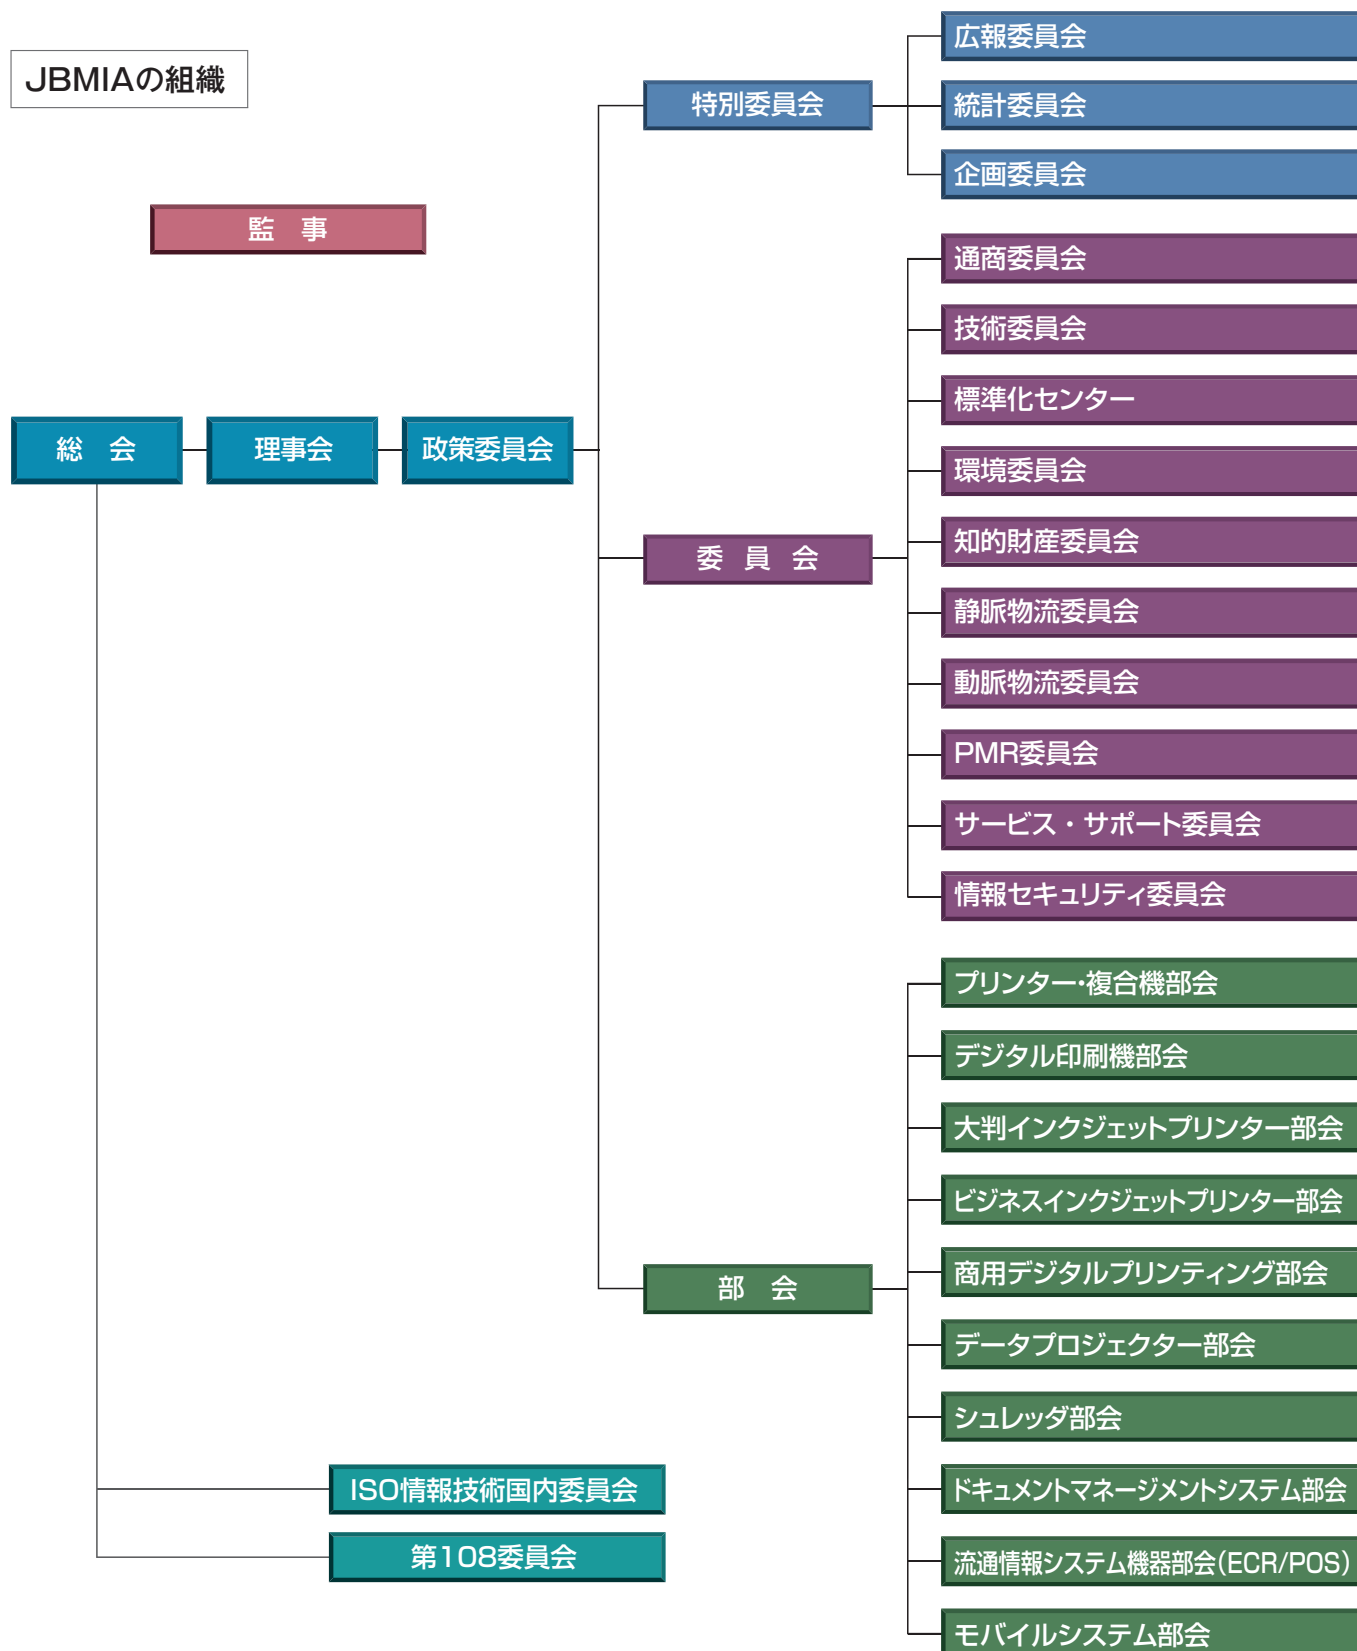 JBMIAの組織
監　事
総　会
理事会
政策委員会
特別委員会
広報委員会
統計委員会
企画委員会
委 員 会
通商委員会
技術委員会
標準化センター
環境委員会
知的財産委員会
静脈物流委員会
動脈物流委員会
PMR委員会
サービス・サポート委員会
情報セキュリティ委員会
部　会
プリンター・複合機部会
デジタル印刷機部会
大判インクジェットプリンター部会
ビジネスインクジェットプリンター部会
商用デジタルプリンティング部会
データプロジェクター部会
シュレッダ部会
ドキュメントマネージメントシステム部会
流通情報システム機器部会(ECR/POS)
モバイルシステム部会
ISO情報技術国内委員会
第108委員会